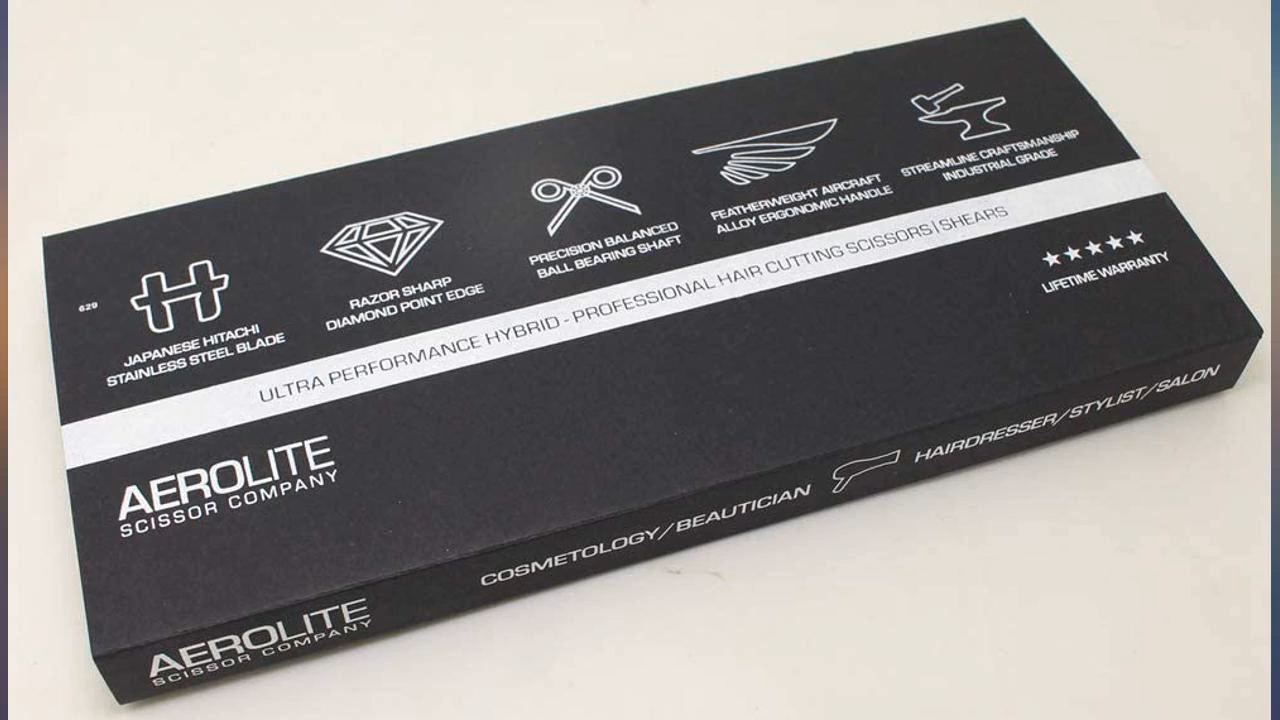 629
JAPANESE HITACHI
STAINLESS STEEL BLADE
RAZOR SHARP
DIAMOND POINT EDGE
PRECISION BALANCED
BALL BEARING SHAFT
FEATHERWEIGHT AIRCRAFT
ALLOY ERGONOMIC HANDLE
STREAMLINE CRAFTSMANSHIP
INDUSTRIAL GRADE
ULTRA PERFORMANCE HYBRID - PROFESSIONAL HAIR CUTTING SCISSORS|SHEARS
★★★★★
LIFETIME WARRANTY
AEROLITE
SCISSOR COMPANY
AEROLITE
SCISSOR COMPANY
COSMETOLOGY/BEAUTICIAN
HAIRDRESSER/STYLIST/SALON